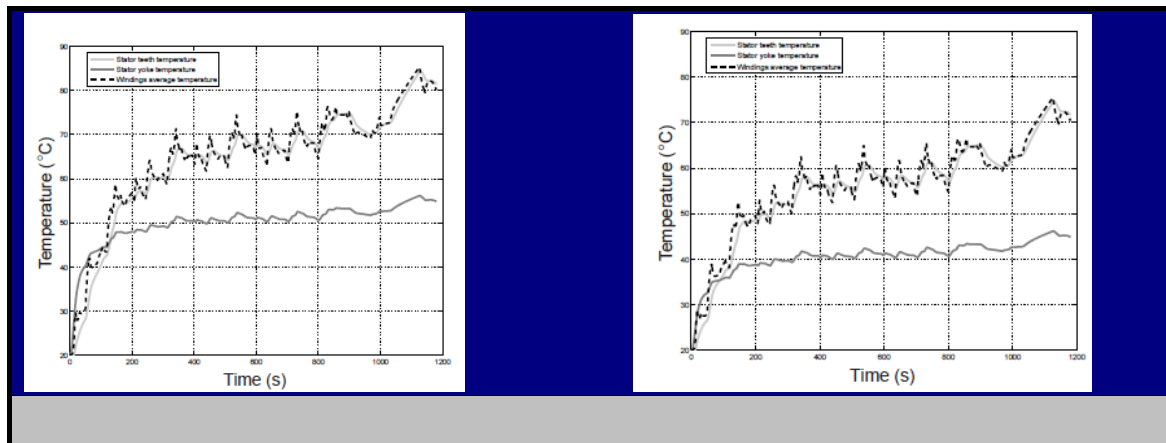 90
Stator teeth temperature
Stator yoke temperature
Windings average temperature
80
70
60
50
40
30
20
Temperature (°C)
0 200 400 600 800 1000 1200
Time (s)
90
Stator teeth temperature
Stator yoke temperature
Windings average temperature
80
70
60
50
40
30
20
Temperature (°C)
0 200 400 600 800 1000 1200
Time (s)